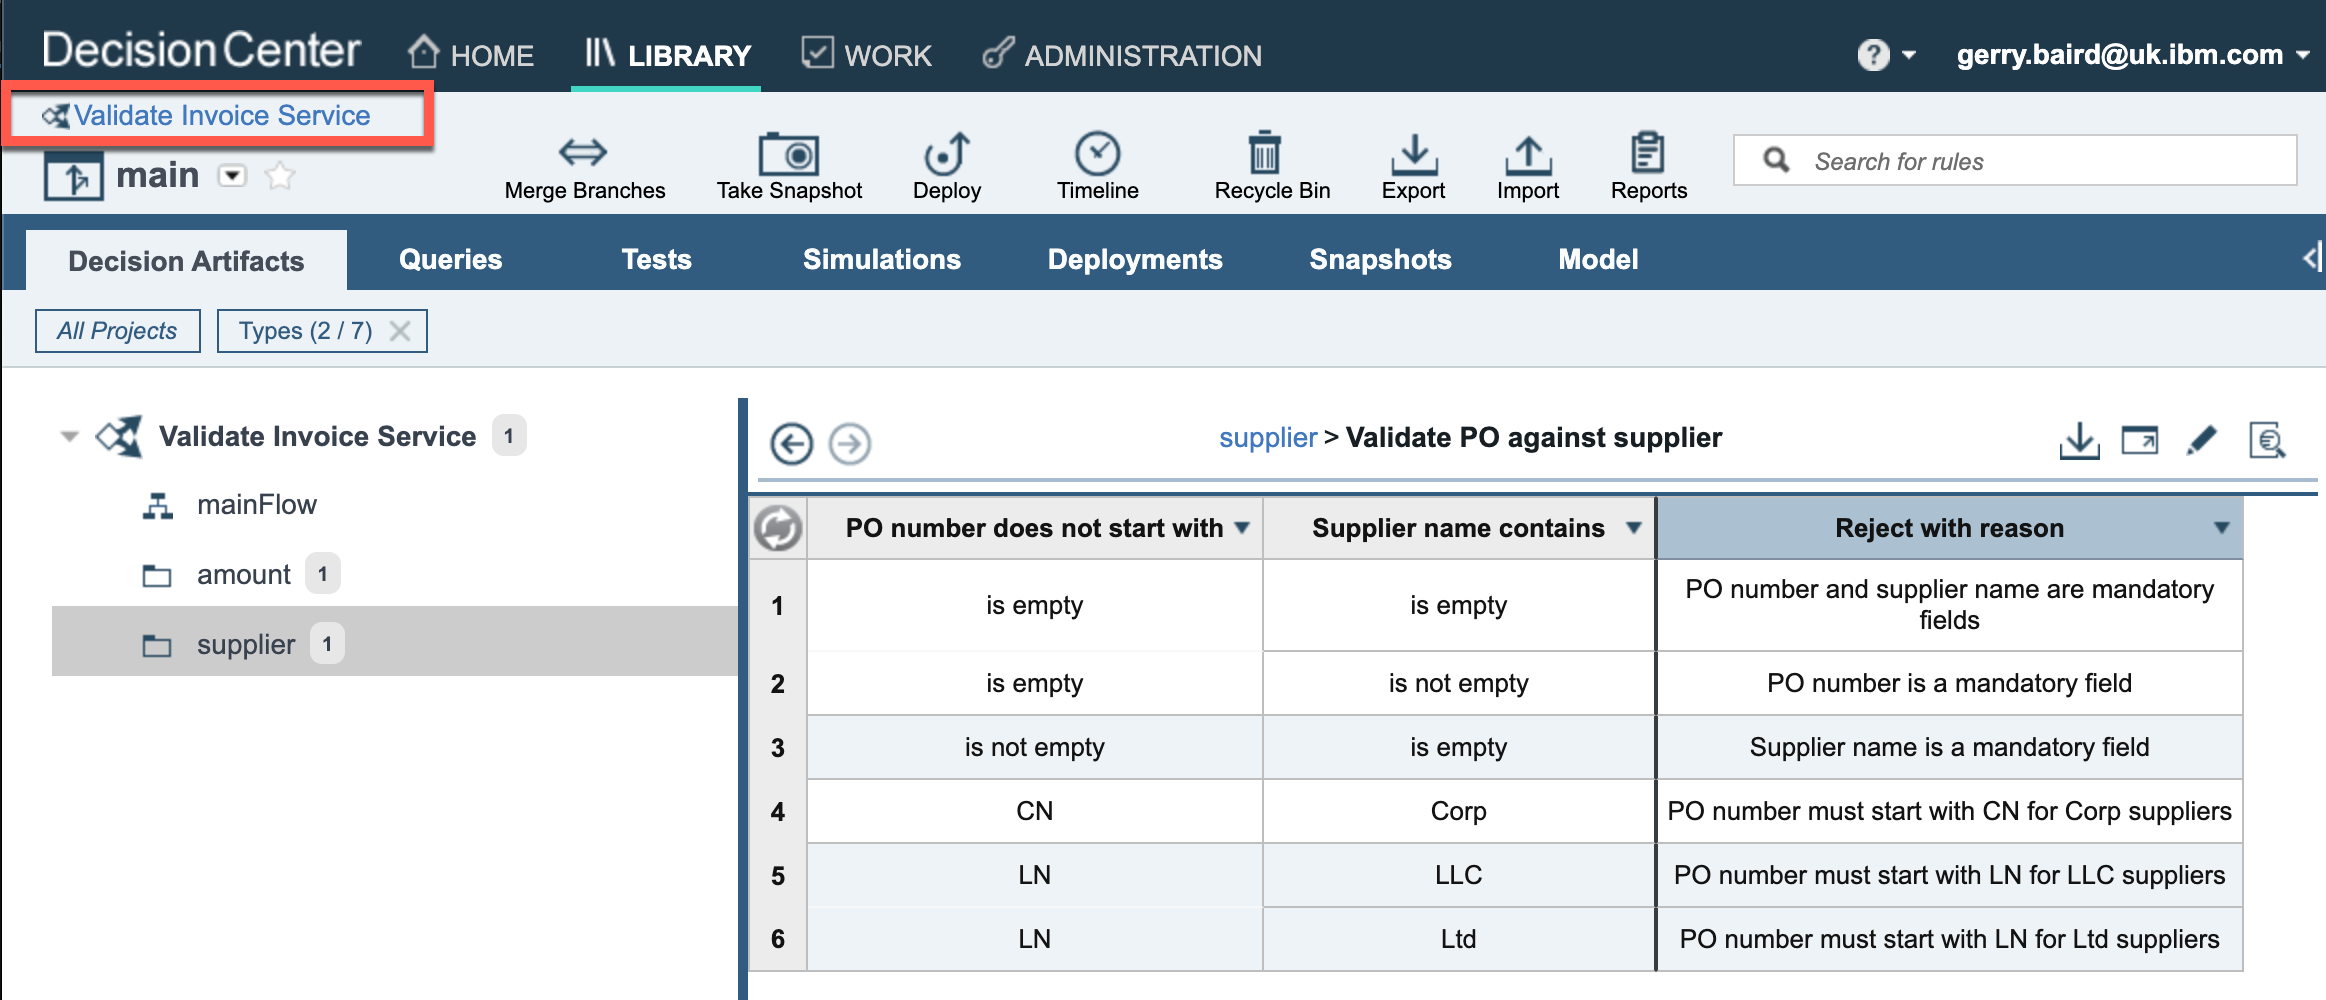 Decision Center HOME LIBRARY WORK ADMINISTRATION ? gerry.baird@uk.ibm.com
Validate Invoice Service
main
Merge Branches Take Snapshot Deploy Timeline Recycle Bin Export Import Reports Search for rules
Decision Artifacts Queries Tests Simulations Deployments Snapshots Model
All Projects Types (2 / 7)
Validate Invoice Service 1
mainFlow
amount 1
supplier 1
supplier > Validate PO against supplier
PO number does not start with Supplier name contains Reject with reason
1 is empty is empty PO number and supplier name are mandatory
fields
2 is empty is not empty PO number is a mandatory field
3 is not empty is empty Supplier name is a mandatory field
4 CN Corp PO number must start with CN for Corp suppliers
5 LN LLC PO number must start with LN for LLC suppliers
6 LN Ltd PO number must start with LN for Ltd suppliers